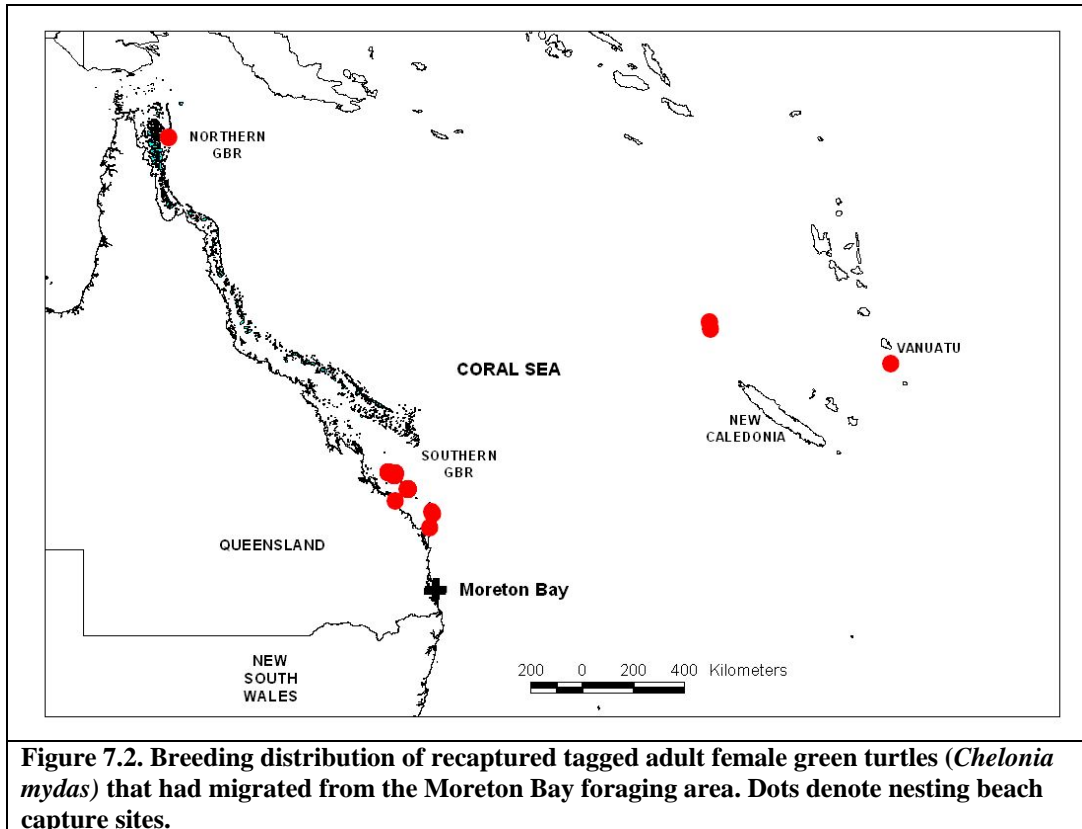 NORTHERN
GBR
CORAL SEA
VANUATU
NEW
CALEDONIA
SOUTHERN
GBR
QUEENSLAND
Moreton Bay
NEW
SOUTH
WALES
200 0 200 400 Kilometers
Figure 7.2. Breeding distribution of recaptured tagged adult female green turtles (Chelonia
mydas) that had migrated from the Moreton Bay foraging area. Dots denote nesting beach
capture sites.